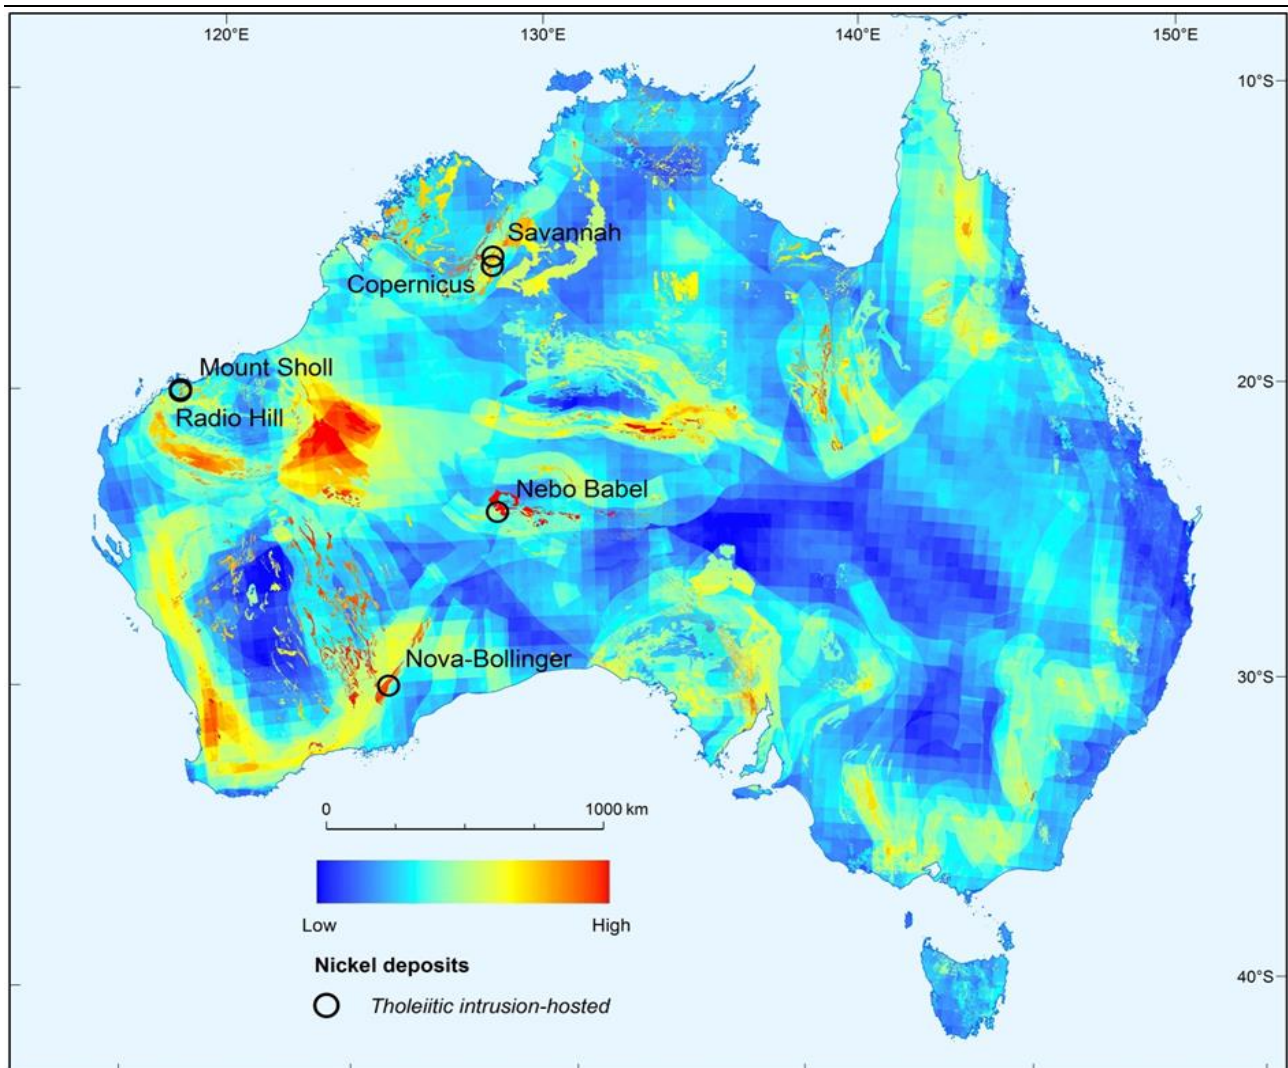 120°E
130°E
140°E
150°E
10°S
Savannah
Copernicus
Mount Sholl
20°S
Radio Hill
Nebo Babel
Nova-Bollinger
30°S
0
1000 km
Low
High
Nickel deposits
40°S
Tholeiitic intrusion-hosted